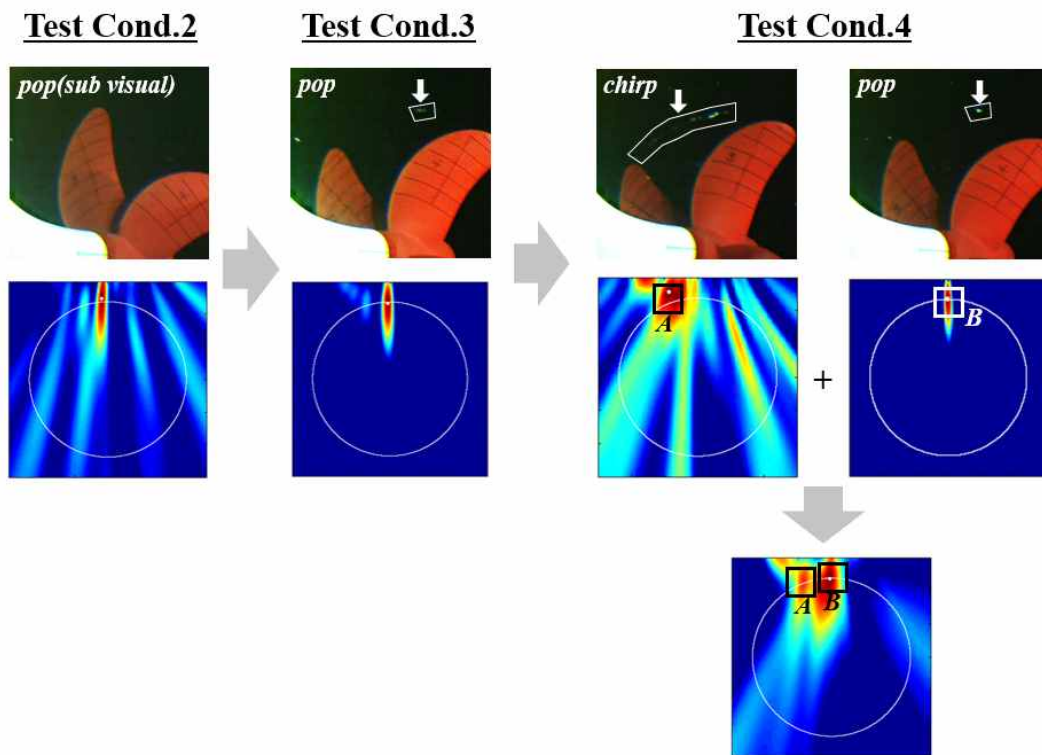 Test Cond.2
Test Cond.3
Test Cond.4
pop(sub visual)
pop
chirp
pop
A
B
+
A
B